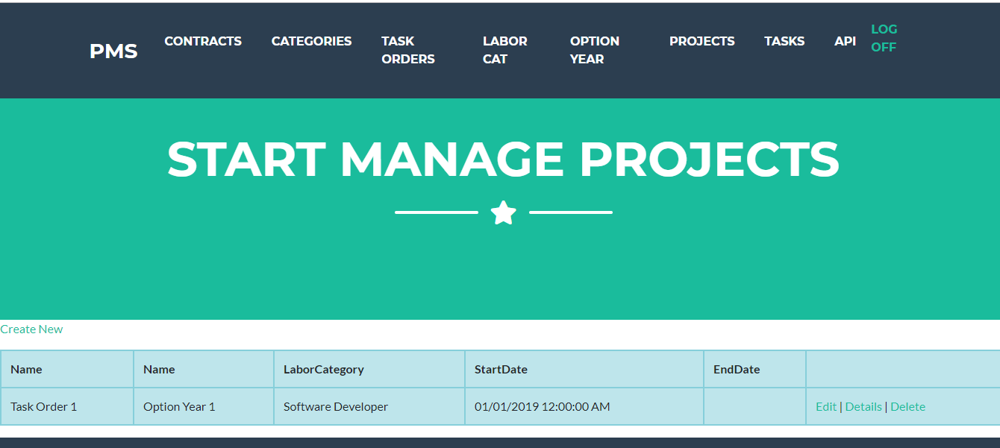 PMS
CONTRACTS
CATEGORIES
TASK
ORDERS
LABOR
CAT
OPTION
YEAR
PROJECTS
TASKS
API
LOG
OFF
START MANAGE PROJECTS
Create New
Name Name LaborCategory StartDate EndDate
Task Order 1 Option Year 1 Software Developer 01/01/2019 12:00:00 AM Edit | Details | Delete